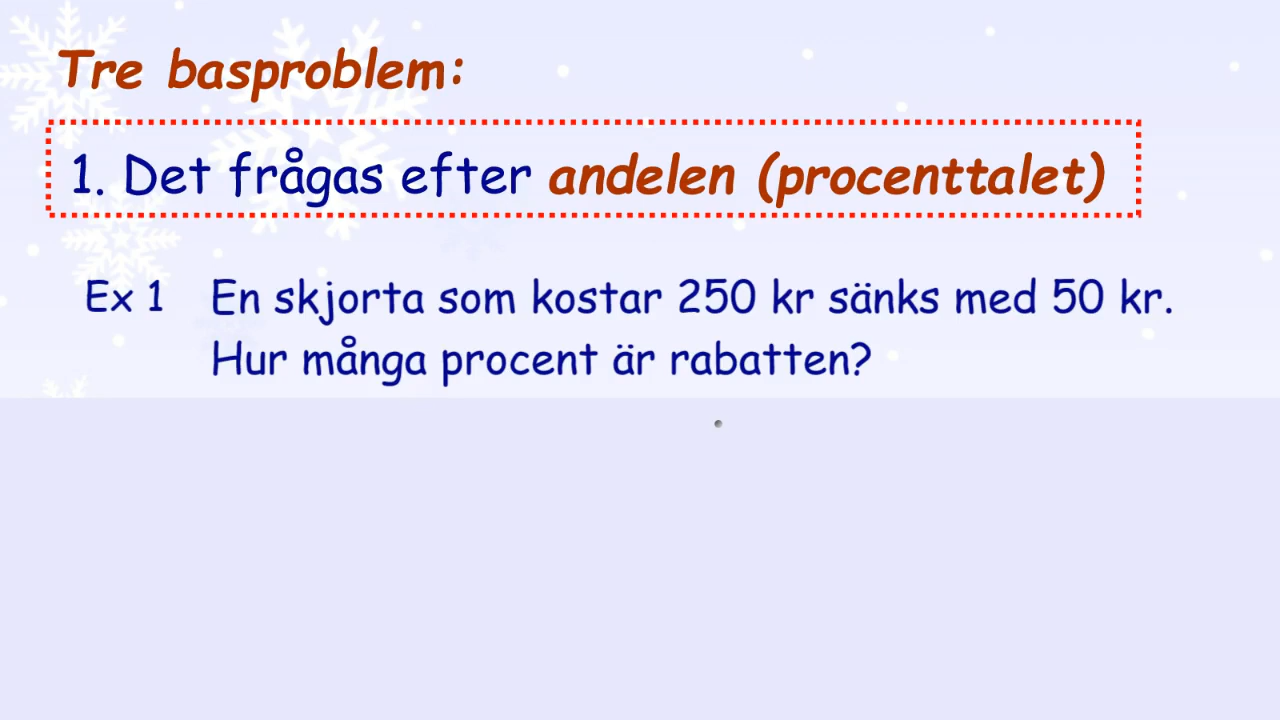 Tre basproblem:
1. Det frågas efter andelen (procenttalet)
Ex 1 En skjorta som kostar 250 kr sänks med 50 kr.
Hur många procent är rabatten?